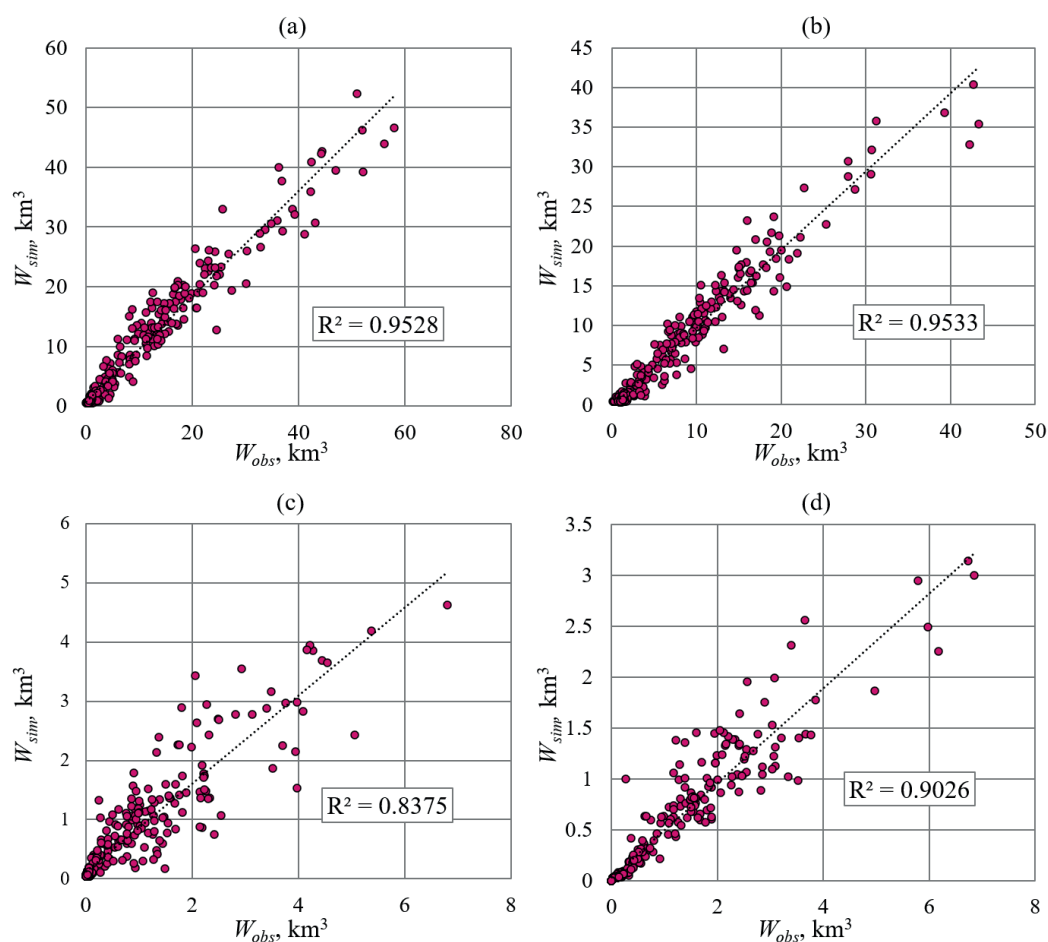 (a)
60
50
40
30
20
10
0
W_sim, km³
0 20 40 60 80
W_obs, km³
R² = 0.9528
(b)
45
40
35
30
25
20
15
10
5
0
W_sim, km³
0 10 20 30 40 50
W_obs, km³
R² = 0.9533
(c)
6
5
4
3
2
1
0
W_sim, km³
0 2 4 6 8
W_obs, km³
R² = 0.8375
(d)
3.5
3
2.5
2
1.5
1
0.5
0
W_sim, km³
0 2 4 6 8
W_obs, km³
R² = 0.9026